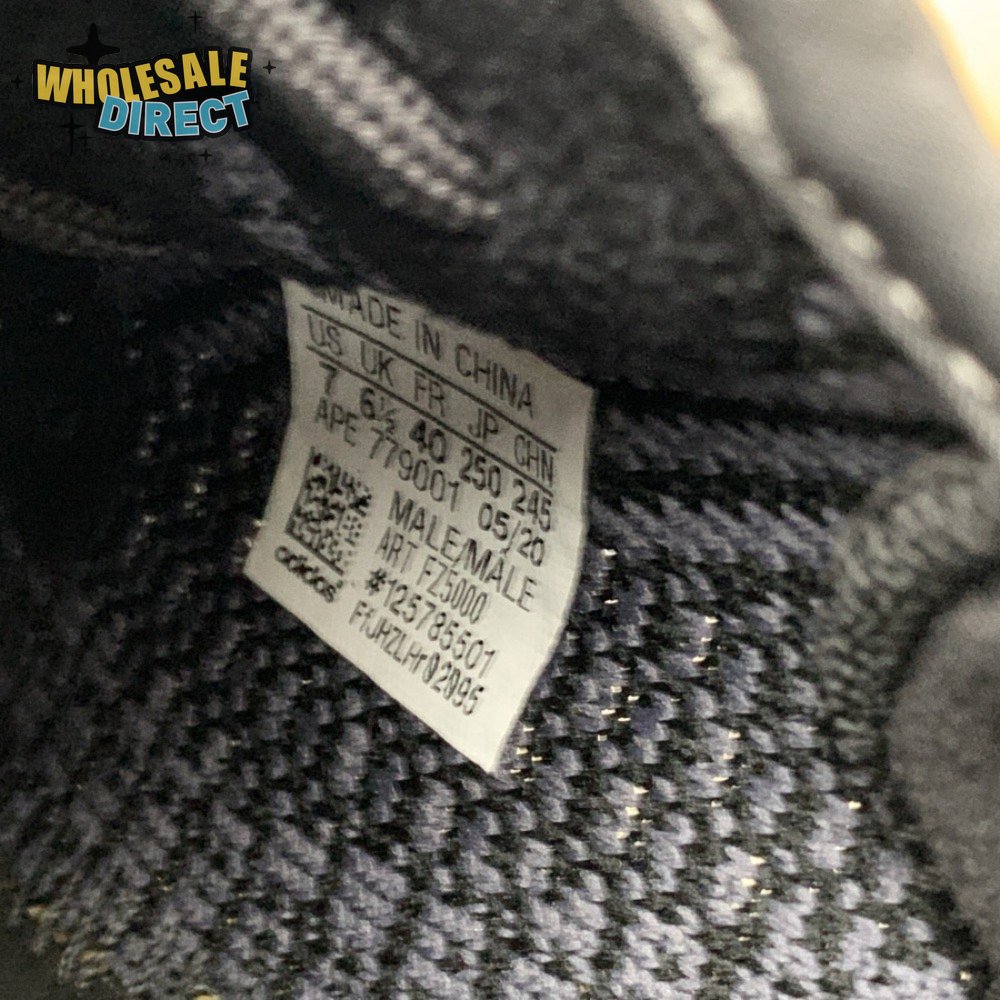 WHOLESALE
DIRECT
MADE IN CHINA
US UK FR JP CHN
7 6½ 40 250 245
APE 779001 05/20
MALE/MALE
ART FZ5000
#125785501
adidas